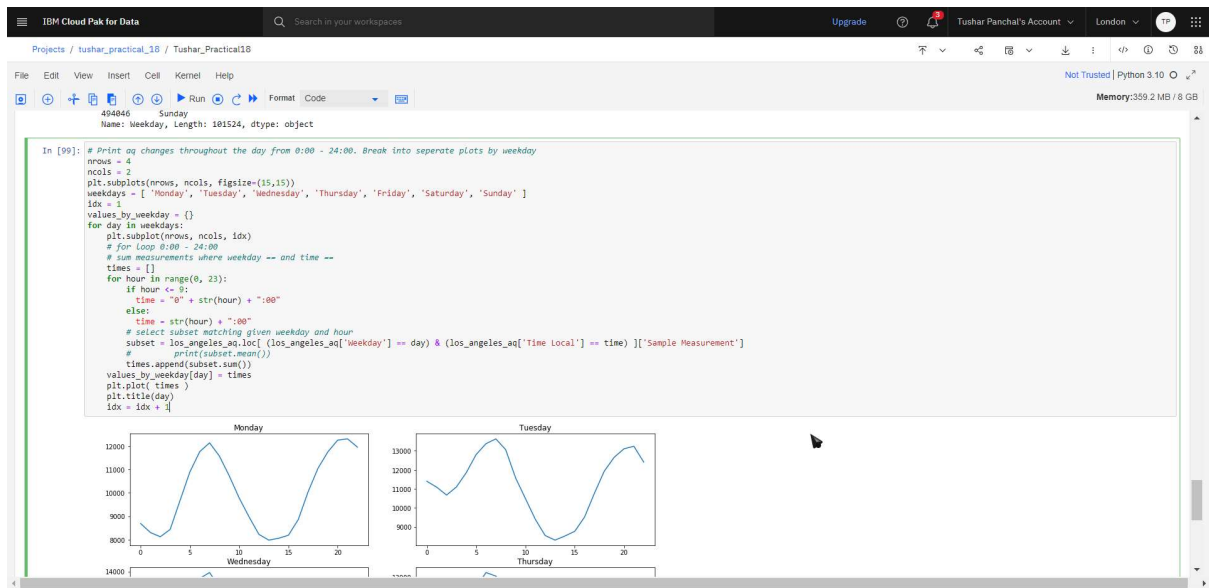 IBM Cloud Pak for Data
Search in your workspaces
Upgrade
3
Tushar Panchal's Account
London
TP
Projects / tushar_practical_18 / Tushar_Practical18
File Edit View Insert Cell Kernel Help
Not Trusted | Python 3.10
Run
Format Code
Memory:359.2 MB / 8 GB
494046 Sunday
Name: Weekday, Length: 101524, dtype: object
In [99]:
# Print aq changes throughout the day from 0:00 - 24:00. Break into seperate plots by weekday
nrows = 4
ncols = 2
plt.subplots(nrows, ncols, figsize=(15,15))
weekdays = [ 'Monday', 'Tuesday', 'Wednesday', 'Thursday', 'Friday', 'Saturday', 'Sunday' ]
idx = 1
values_by_weekday = {}
for day in weekdays:
    plt.subplot(nrows, ncols, idx)
    # for loop 0:00 - 24:00
    # sum measurements where weekday == and time ==
    times = []
    for hour in range(0, 23):
        if hour <= 9:
          time = "0" + str(hour) + ":00"
        else:
          time = str(hour) + ":00"
        # select subset matching given weekday and hour
        subset = los_angeles_aq.loc[ (los_angeles_aq['Weekday'] == day) & (los_angeles_aq['Time Local'] == time) ]['Sample Measurement']
        #        print(subset.mean())
        times.append(subset.sum())
    values_by_weekday[day] = times
    plt.plot( times )
    plt.title(day)
    idx = idx + 1
Monday
12000
11000
10000
9000
8000
0 5 10 15 20
Tuesday
13000
12000
11000
10000
9000
0 5 10 15 20
Wednesday
14000
Thursday